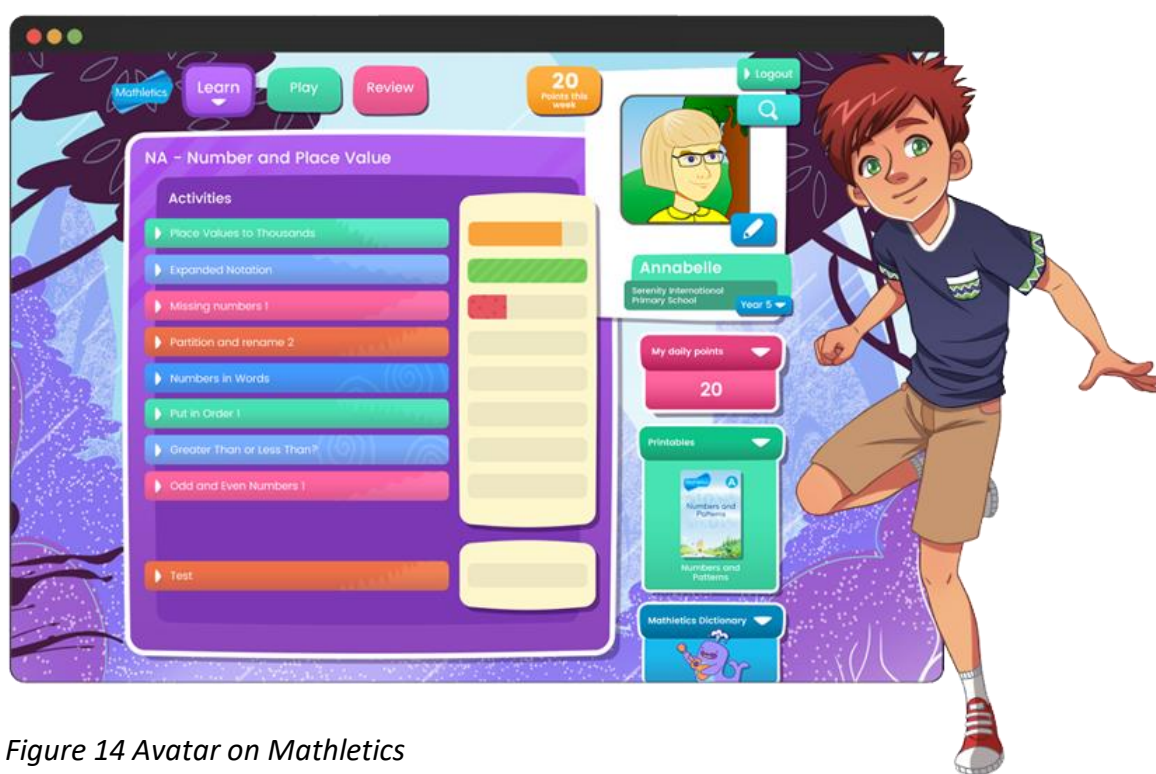 Mathletics
Learn
Play
Review
20
Points this
week
Logout
NA - Number and Place Value
Activities
Place Values to Thousands
Expanded Notation
Missing numbers 1
Partition and rename 2
Numbers in Words
Put in Order 1
Greater Than or Less Than?
Odd and Even Numbers 1
Test
Annabelle
Serenity International
Primary School
Year 5
My daily points
20
Printables
Mathletics
A
Numbers and
Patterns
Numbers and
Patterns
Mathletics Dictionary
Figure 14 Avatar on Mathletics